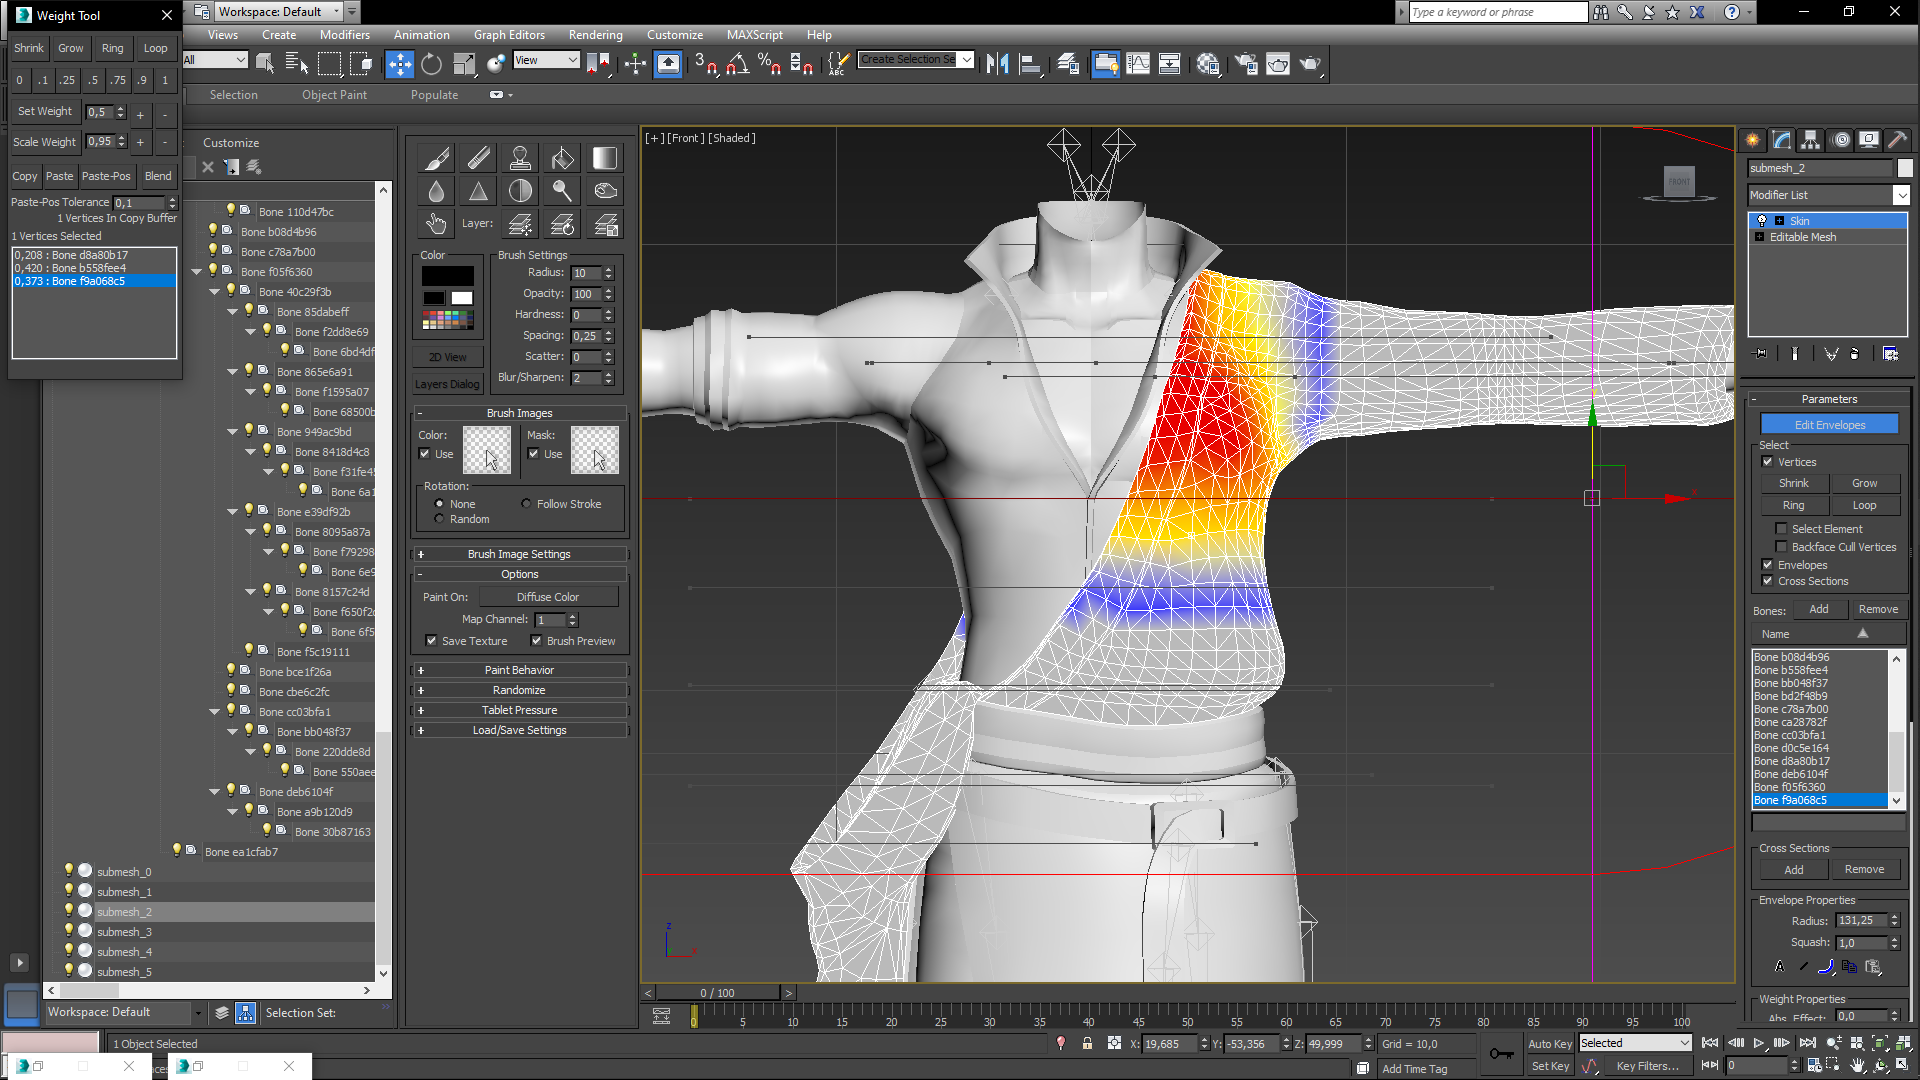 Weight Tool
Workspace: Default
Type a keyword or phrase
Views Create Modifiers Animation Graph Editors Rendering Customize MAXScript Help
Shrink Grow Ring Loop
All
View
Create Selection Se
0 .1 .25 .5 .75 .9 1
Selection Object Paint Populate
Set Weight 0,5 + -
Scale Weight 0,95 + -
Copy Paste Paste-Pos Blend
Paste-Pos Tolerance 0,1
1 Vertices In Copy Buffer
1 Vertices Selected
0,208 : Bone d8a80b17
0,420 : Bone b558fee4
0,373 : Bone f9a068c5
Customize
Bone 110d47bc
Bone b08d4b96
Bone c78a7b00
Bone f05f6360
Bone 40c29f3b
Bone 85dabeff
Bone f2dd8e69
Bone 6bd4df
Bone 865e6a91
Bone f1595a07
Bone 68500b
Bone 949ac9bd
Bone 8418d4c8
Bone f31fe4
Bone 6a1
Bone e39df92b
Bone 8095a87a
Bone f79298
Bone 6e9
Bone 8157c24d
Bone f650f2
Bone 6f5
Bone f5c19111
Bone bce1f26a
Bone cbe6c2fc
Bone cc03bfa1
Bone bb048f37
Bone 220dde8d
Bone 550aee
Bone deb6104f
Bone a9b120d9
Bone 30b87163
Bone ea1cfab7
submesh_0
submesh_1
submesh_2
submesh_3
submesh_4
submesh_5
Workspace: Default
Selection Set:
Layer:
Color
2D View
Layers Dialog
Brush Settings
Radius: 10
Opacity: 100
Hardness: 0
Spacing: 0,25
Scatter: 0
Blur/Sharpen: 2
- Brush Images
Color: Mask:
Use Use
Rotation:
None Follow Stroke
Random
+ Brush Image Settings
- Options
Paint On: Diffuse Color
Map Channel: 1
Save Texture Brush Preview
+ Paint Behavior
+ Randomize
+ Tablet Pressure
+ Load/Save Settings
[+] [Front] [Shaded]
FRONT
z
x
< 0 / 100 >
0 5 10 15 20 25 30 35 40 45 50 55 60 65 70 75 80 85 90 95 100
submesh_2
Modifier List
Skin
Editable Mesh
- Parameters
Edit Envelopes
Select
Vertices
Shrink Grow
Ring Loop
Select Element
Backface Cull Vertices
Envelopes
Cross Sections
Bones: Add Remove
Name
Bone b08d4b96
Bone b558fee4
Bone bb048f37
Bone bd2f48b9
Bone c78a7b00
Bone ca28782f
Bone cc03bfa1
Bone d0c5e164
Bone d8a80b17
Bone deb6104f
Bone f05f6360
Bone f9a068c5
Cross Sections
Add Remove
Envelope Properties
Radius: 131,25
Squash: 1,0
Weight Properties
Abs. Effect: 0,0
1 Object Selected
X: 19,685 Y: -53,356 Z: 49,999 Grid = 10,0
Add Time Tag
Auto Key Selected
Set Key Key Filters...
0